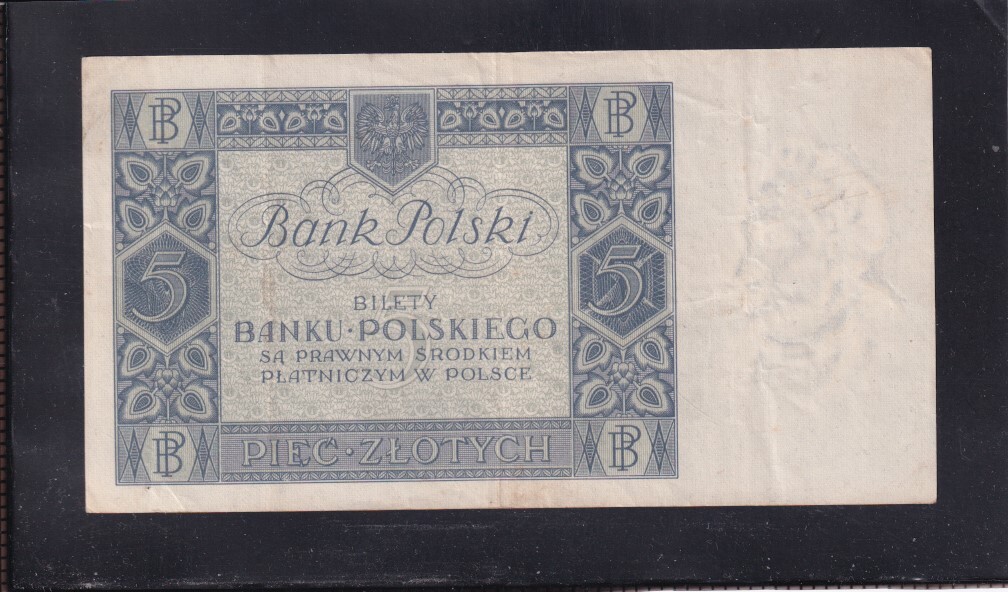 BP BP
Bank Polski
5 5
BILETY
BANKU·POLSKIEGO
SĄ PRAWNYM ŚRODKIEM
PŁATNICZYM W POLSCE
PIĘĆ·ZŁOTYCH
BP BP